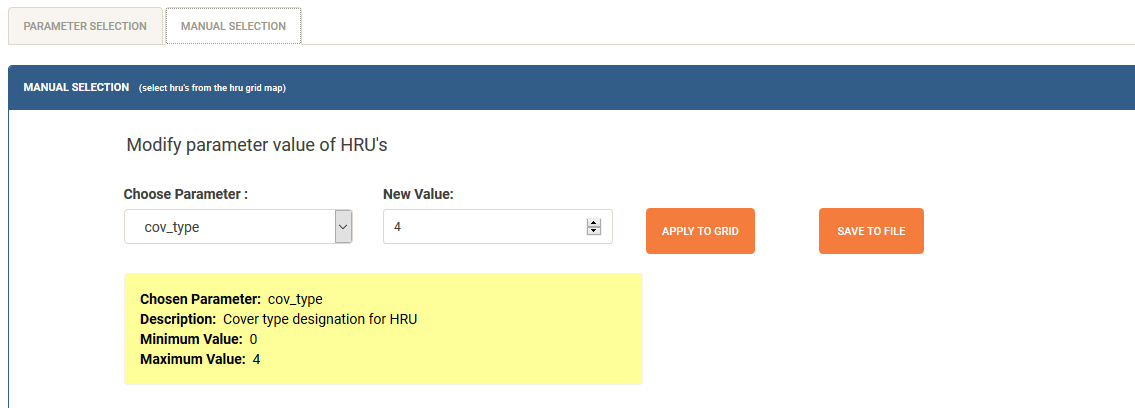 PARAMETER SELECTION MANUAL SELECTION
MANUAL SELECTION (select hru's from the hru grid map)
Modify parameter value of HRU's
Choose Parameter : New Value:
cov_type 4 APPLY TO GRID SAVE TO FILE
Chosen Parameter: cov_type
Description: Cover type designation for HRU
Minimum Value: 0
Maximum Value: 4